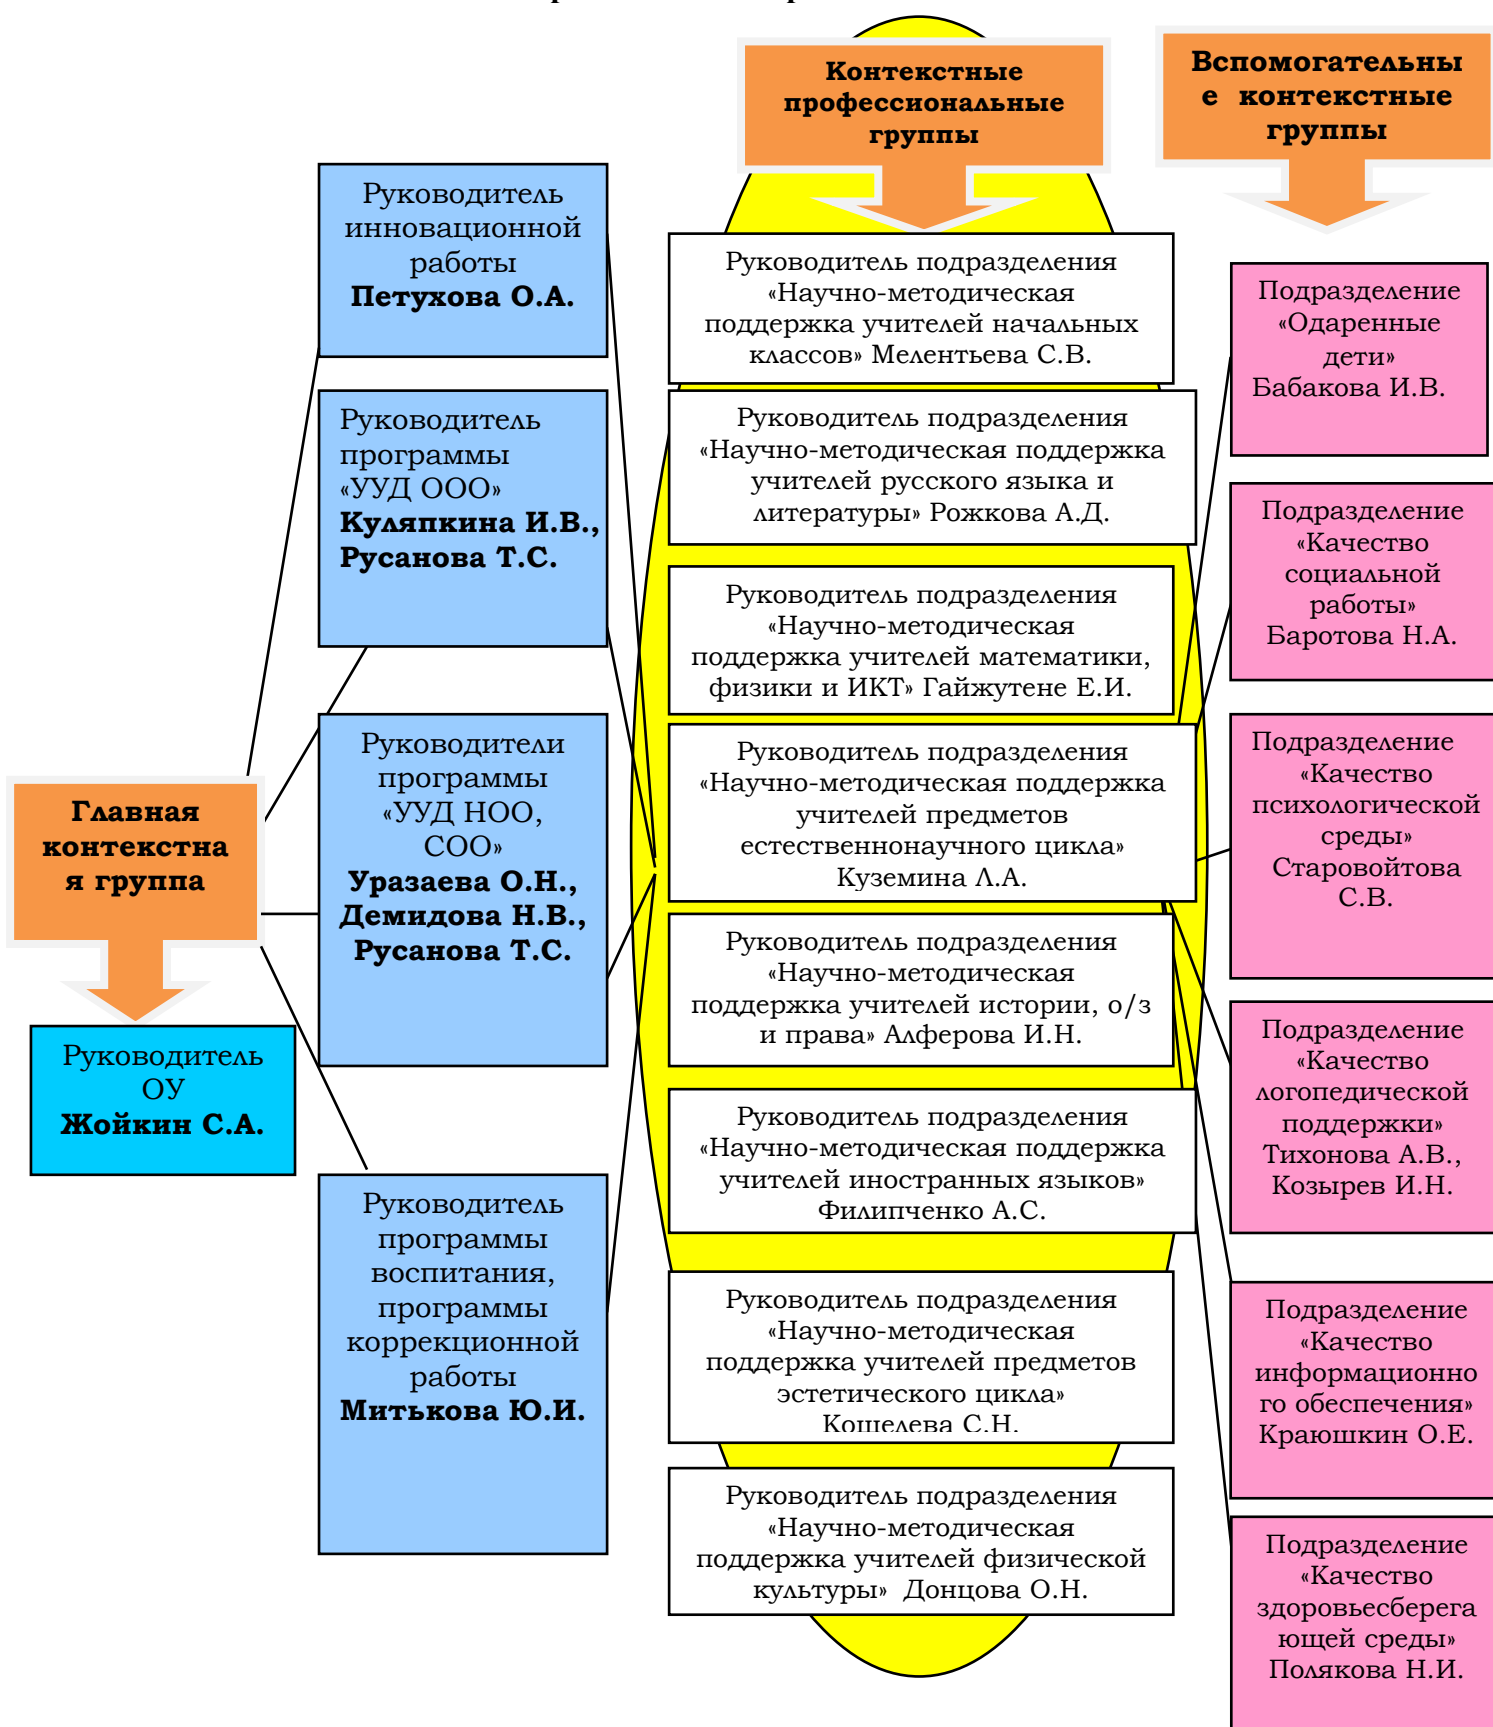 Контекстные
профессиональные
группы
Вспомогательны
е контекстные
группы
Руководитель
инновационной
работы
Петухова О.А.
Руководитель
программы
«УУД ООО»
Куляпкина И.В.,
Русанова Т.С.
Руководители
программы
«УУД НОО,
СОО»
Уразаева О.Н.,
Демидова Н.В.,
Русанова Т.С.
Главная
контекстна
я группа
Руководитель
ОУ
Жойкин С.А.
Руководитель
программы
воспитания,
программы
коррекционной
работы
Митькова Ю.И.
Руководитель подразделения
«Научно-методическая
поддержка учителей начальных
классов» Мелентьева С.В.
Руководитель подразделения
«Научно-методическая поддержка
учителей русского языка и
литературы» Рожкова А.Д.
Руководитель подразделения
«Научно-методическая
поддержка учителей математики,
физики и ИКТ» Гайжутене Е.И.
Руководитель подразделения
«Научно-методическая поддержка
учителей предметов
естественнонаучного цикла»
Куземина Л.А.
Руководитель подразделения
«Научно-методическая
поддержка учителей истории, о/з
и права» Алферова И.Н.
Руководитель подразделения
«Научно-методическая поддержка
учителей иностранных языков»
Филипченко А.С.
Руководитель подразделения
«Научно-методическая
поддержка учителей предметов
эстетического цикла»
Кошелева С.Н.
Руководитель подразделения
«Научно-методическая
поддержка учителей физической
культуры» Донцова О.Н.
Подразделение
«Одаренные
дети»
Бабакова И.В.
Подразделение
«Качество
социальной
работы»
Баротова Н.А.
Подразделение
«Качество
психологической
среды»
Старовойтова
С.В.
Подразделение
«Качество
логопедической
поддержки»
Тихонова А.В.,
Козырев И.Н.
Подразделение
«Качество
информационно
го обеспечения»
Краюшкин О.Е.
Подразделение
«Качество
здоровьесберега
ющей среды»
Полякова Н.И.